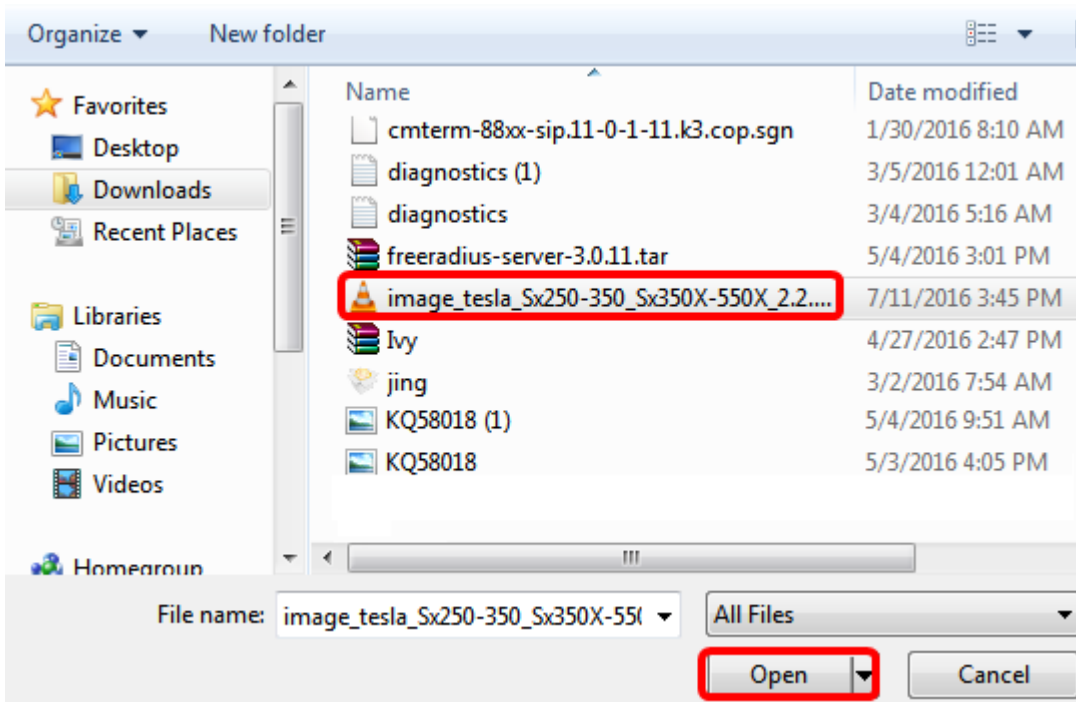 Organize New folder
Name Date modified
Favorites
Desktop
Downloads
Recent Places
Libraries
Documents
Music
Pictures
Videos
Homegroup
cmterm-88xx-sip.11-0-1-11.k3.cop.sgn 1/30/2016 8:10 AM
diagnostics (1) 3/5/2016 12:01 AM
diagnostics 3/4/2016 5:16 AM
freeradius-server-3.0.11.tar 5/4/2016 3:01 PM
image_tesla_Sx250-350_Sx350X-550X_2.2.... 7/11/2016 3:45 PM
Ivy 4/27/2016 2:47 PM
jing 3/2/2016 7:54 AM
KQ58018 (1) 5/4/2016 9:51 AM
KQ58018 5/3/2016 4:05 PM
File name: image_tesla_Sx250-350_Sx350X-55( All Files
Open Cancel